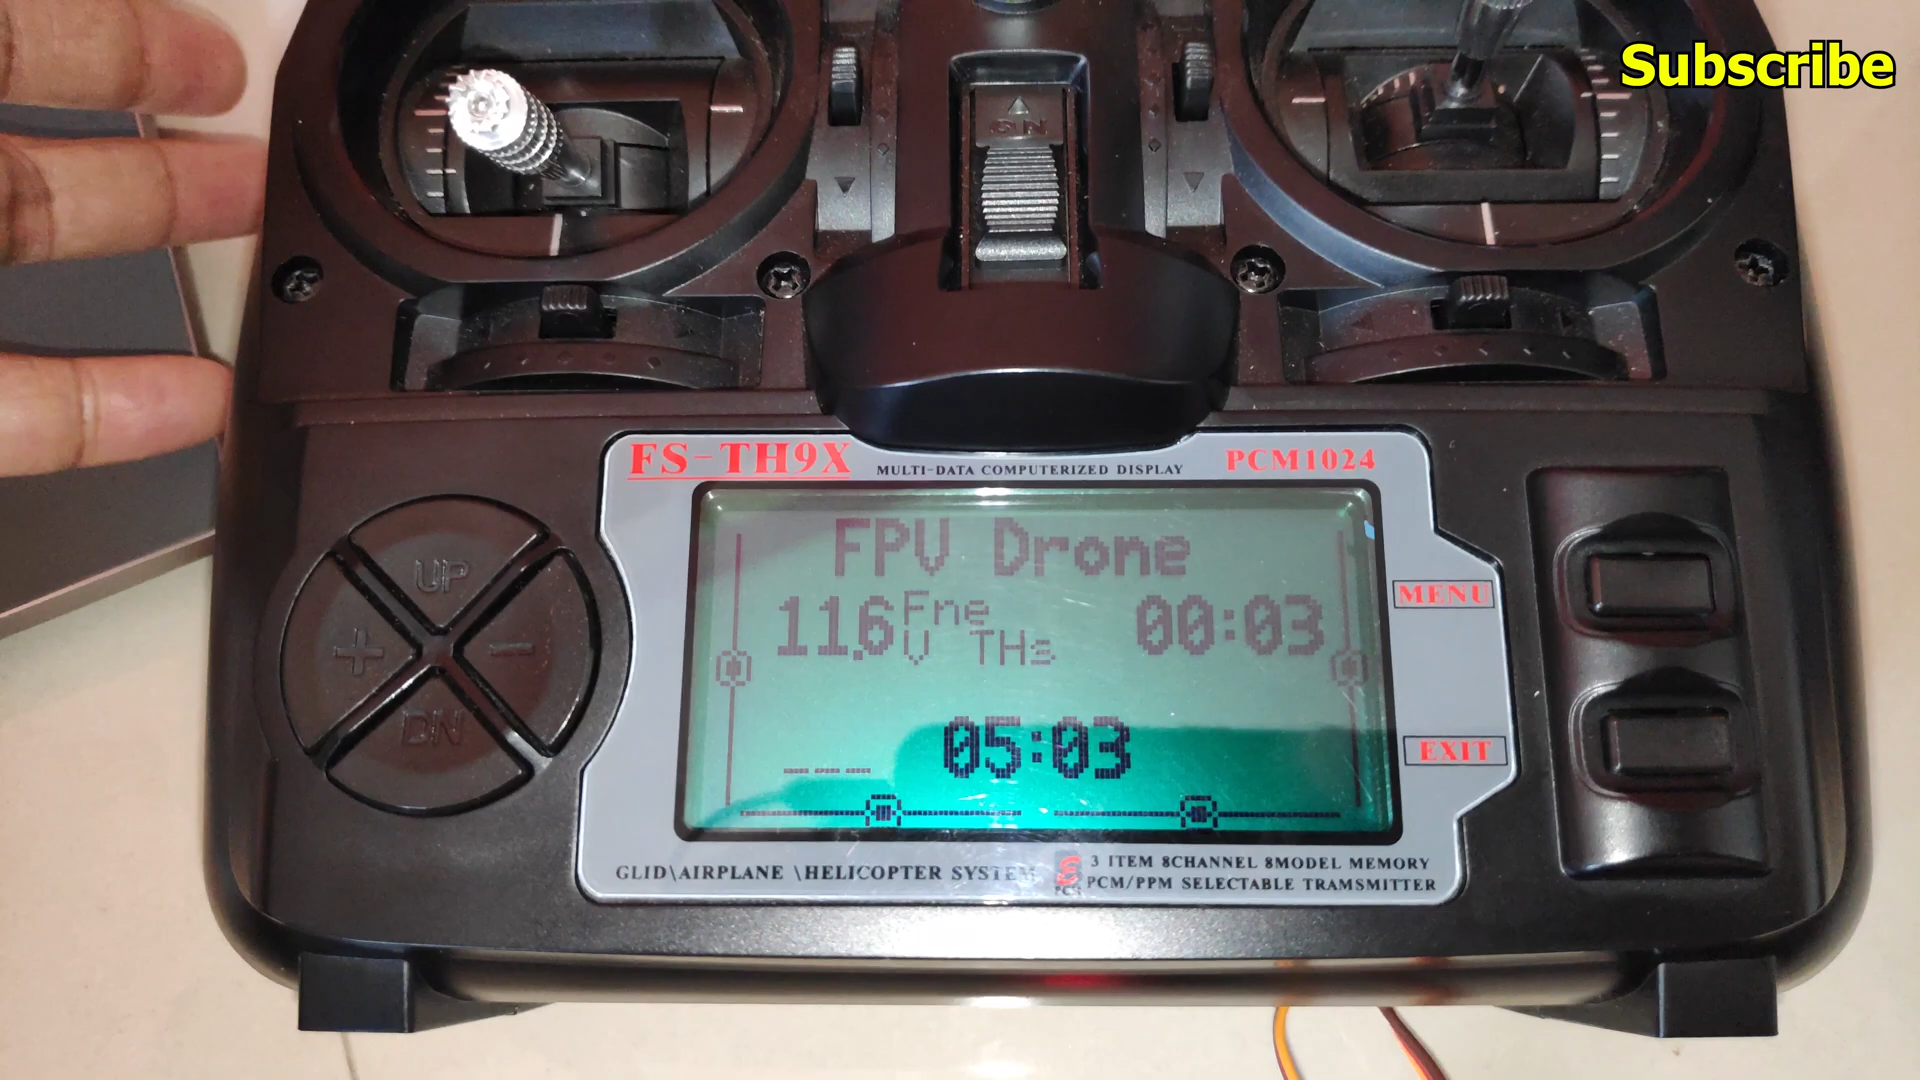 Subscribe
ON
FS-TH9X
MULTI-DATA COMPUTERIZED DISPLAY
PCM1024
FPV Drone
11.6 Fne
V THs
00:03
UP
+
-
DN
MENU
05:03
---
EXIT
GLID\AIRPLANE \HELICOPTER SYSTEM
3 ITEM 8CHANNEL 8MODEL MEMORY
PCM/PPM SELECTABLE TRAMSMITTER